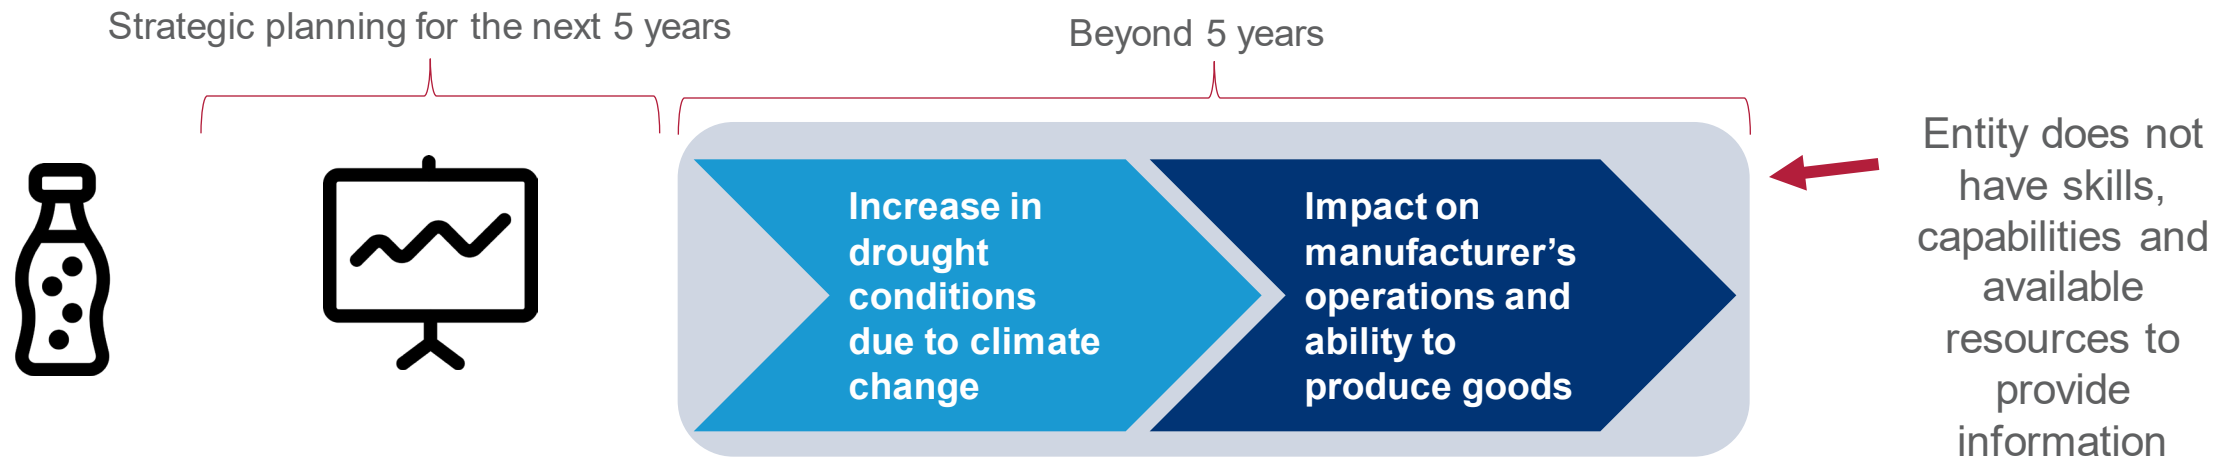 Strategic planning for the next 5 years
Beyond 5 years
Increase in
drought
conditions
due to climate
change
Impact on
manufacturer’s
operations and
ability to
produce goods
Entity does not
have skills,
capabilities and
available
resources to
provide
information